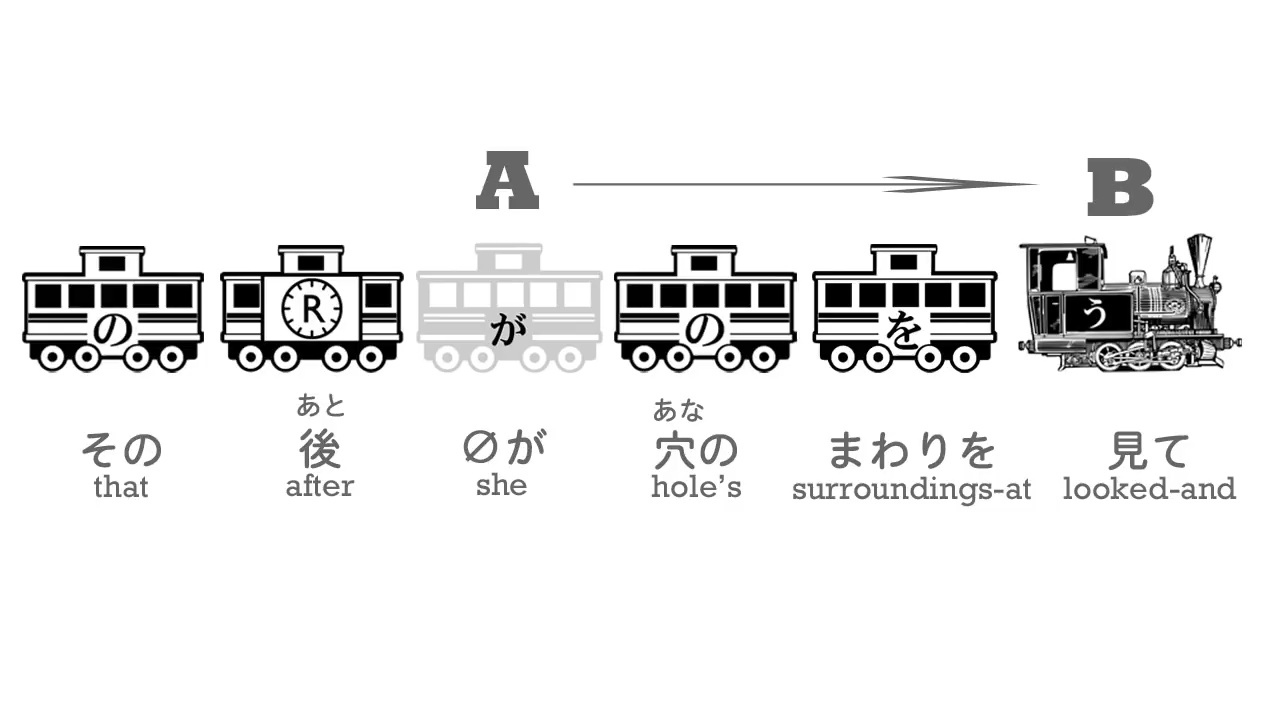 A B
の R が の を う
あと あな
その 後 ∅が 穴の まわりを 見て
that after she hole's surroundings-at looked-and